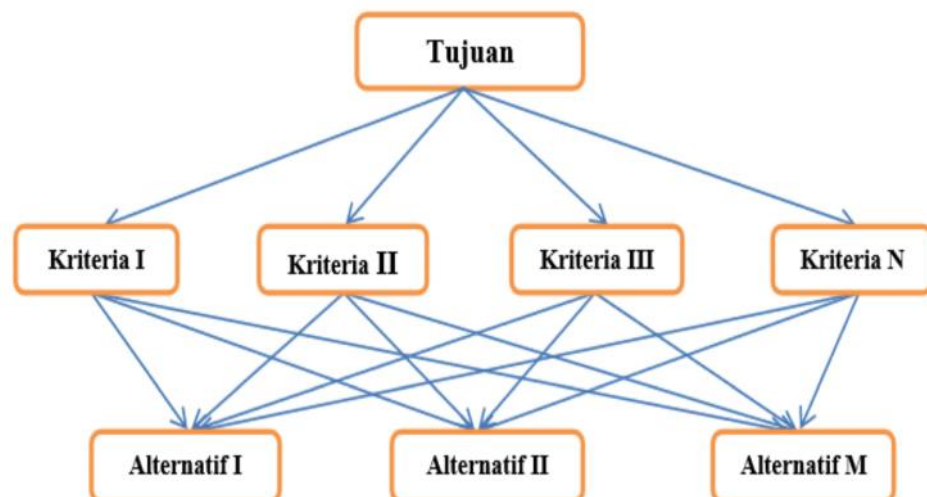 Tujuan
Kriteria I
Kriteria II
Kriteria III
Kriteria N
Alternatif I
Alternatif II
Alternatif M